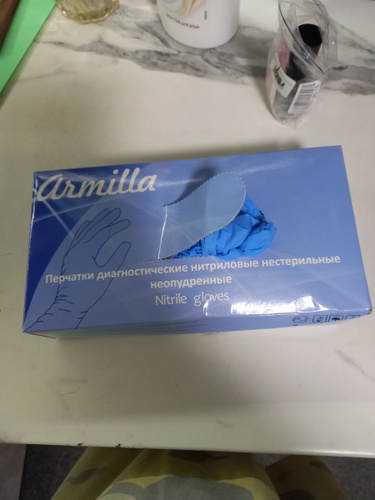 armilla
Перчатки диагностические нитриловые нестерильные
неопудренные
Nitrile gloves